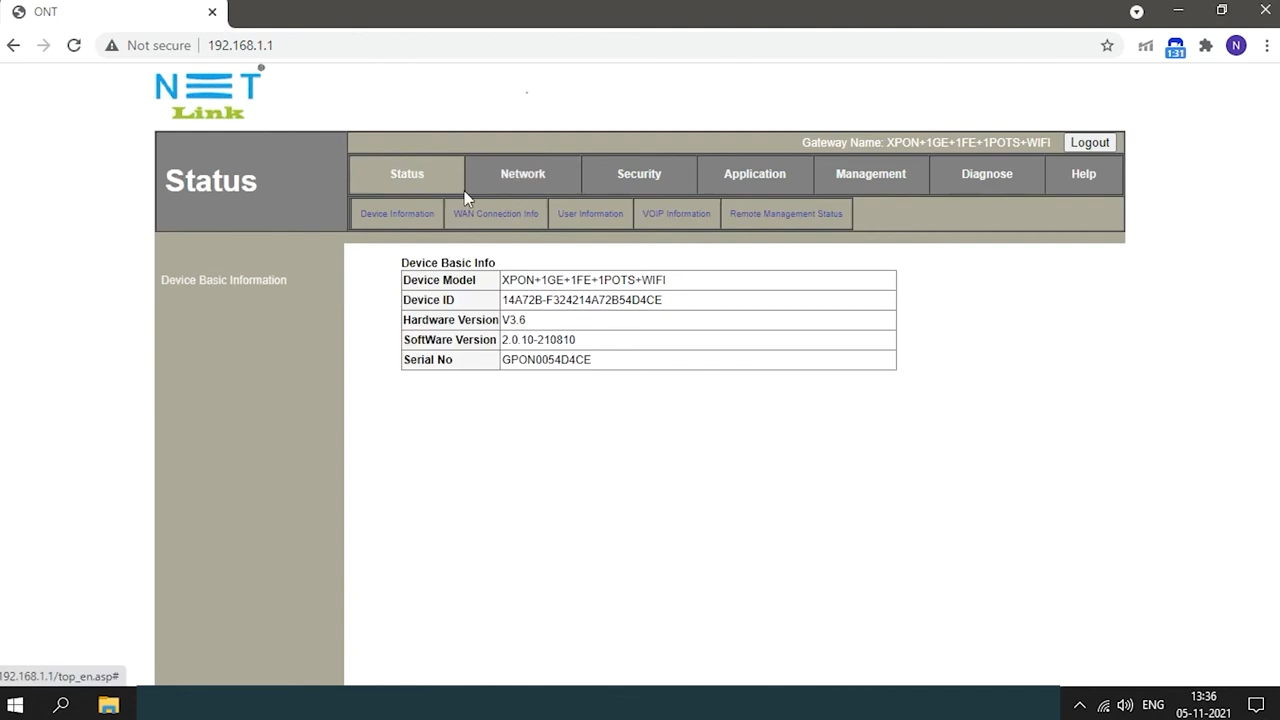 ONT
Not secure 192.168.1.1
N
1:31
NET
Link
Gateway Name: XPON+1GE+1FE+1POTS+WIFI Logout
Status
Status Network Security Application Management Diagnose Help
Device Information WAN Connection Info User Information VOIP Information Remote Management Status
Device Basic Information
Device Basic Info
Device Model XPON+1GE+1FE+1POTS+WIFI
Device ID 14A72B-F324214A72B54D4CE
Hardware Version V3.6
SoftWare Version 2.0.10-210810
Serial No GPON0054D4CE
192.168.1.1/top_en.asp#
ENG
13:36
05-11-2021